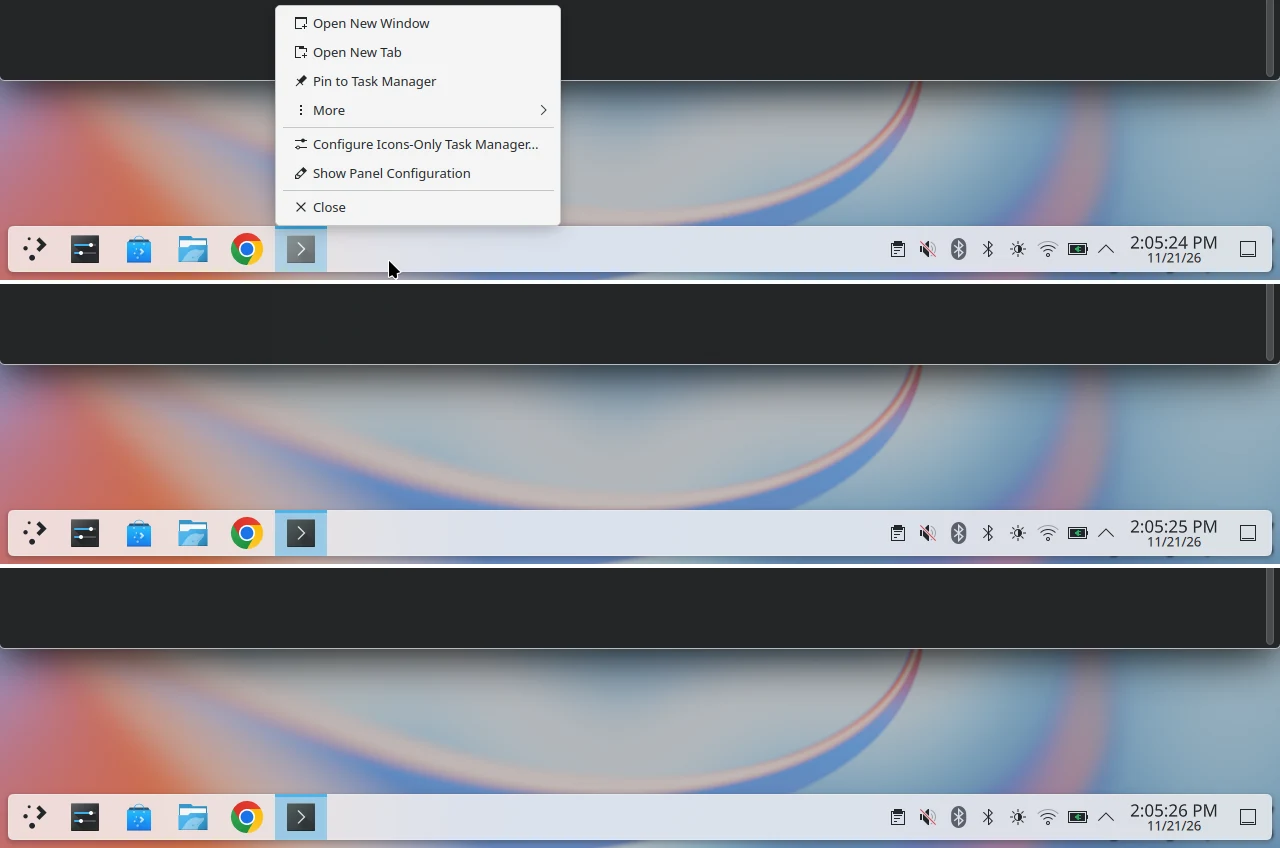 Open New Window
Open New Tab
Pin to Task Manager
More
Configure Icons-Only Task Manager...
Show Panel Configuration
Close
2:05:24 PM
11/21/26
2:05:25 PM
11/21/26
2:05:26 PM
11/21/26